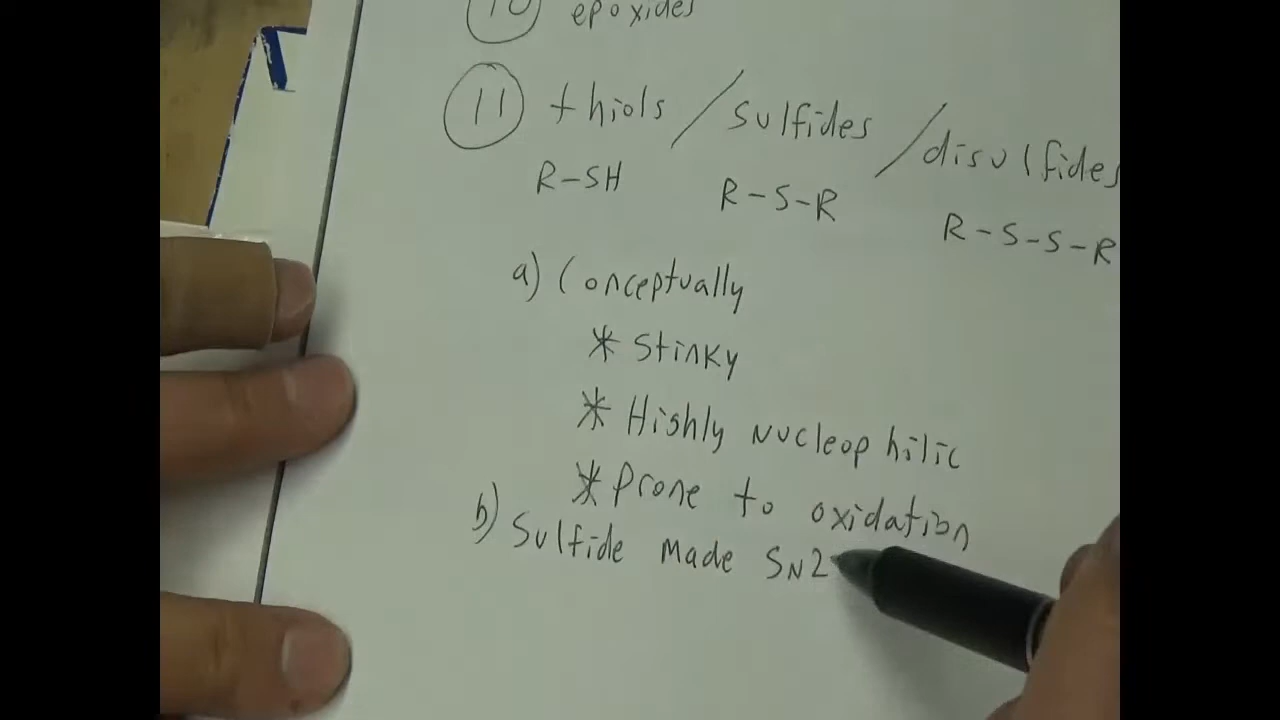 10 epoxides
11 thiols / sulfides / disulfides
R-SH R-S-R R-S-S-R
a) Conceptually
* Stinky
* Highly nucleophilic
* Prone to oxidation
b) Sulfide made SN2